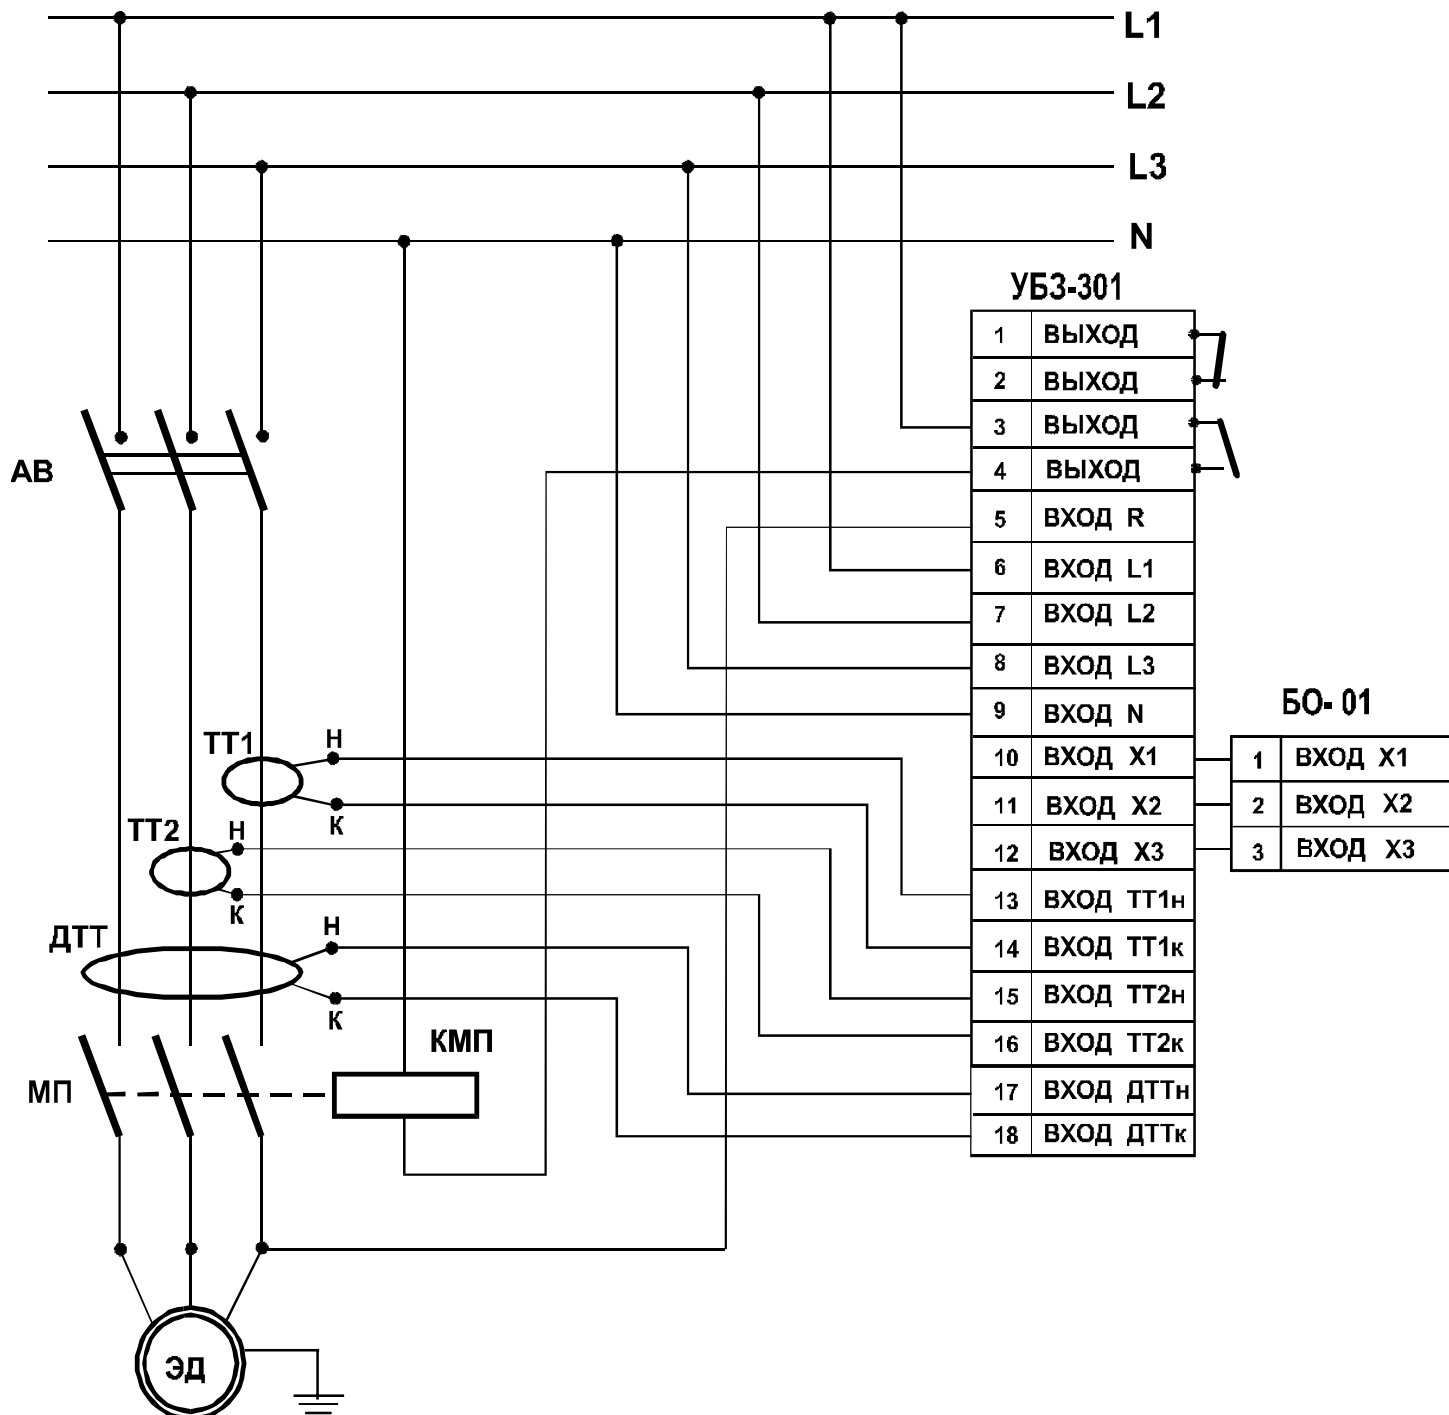 L1
L2
L3
N
УБЗ-301
1 ВЫХОД
2 ВЫХОД
3 ВЫХОД
4 ВЫХОД
5 ВХОД R
6 ВХОД L1
7 ВХОД L2
8 ВХОД L3
9 ВХОД N
10 ВХОД X1
11 ВХОД X2
12 ВХОД X3
13 ВХОД ТТ1н
14 ВХОД ТТ1к
15 ВХОД ТТ2н
16 ВХОД ТТ2к
17 ВХОД ДТТн
18 ВХОД ДТТк
БО- 01
1 ВХОД X1
2 ВХОД X2
3 ВХОД X3
АВ
ТТ1
Н
К
ТТ2
Н
К
ДТТ
Н
К
КМП
МП
ЭД